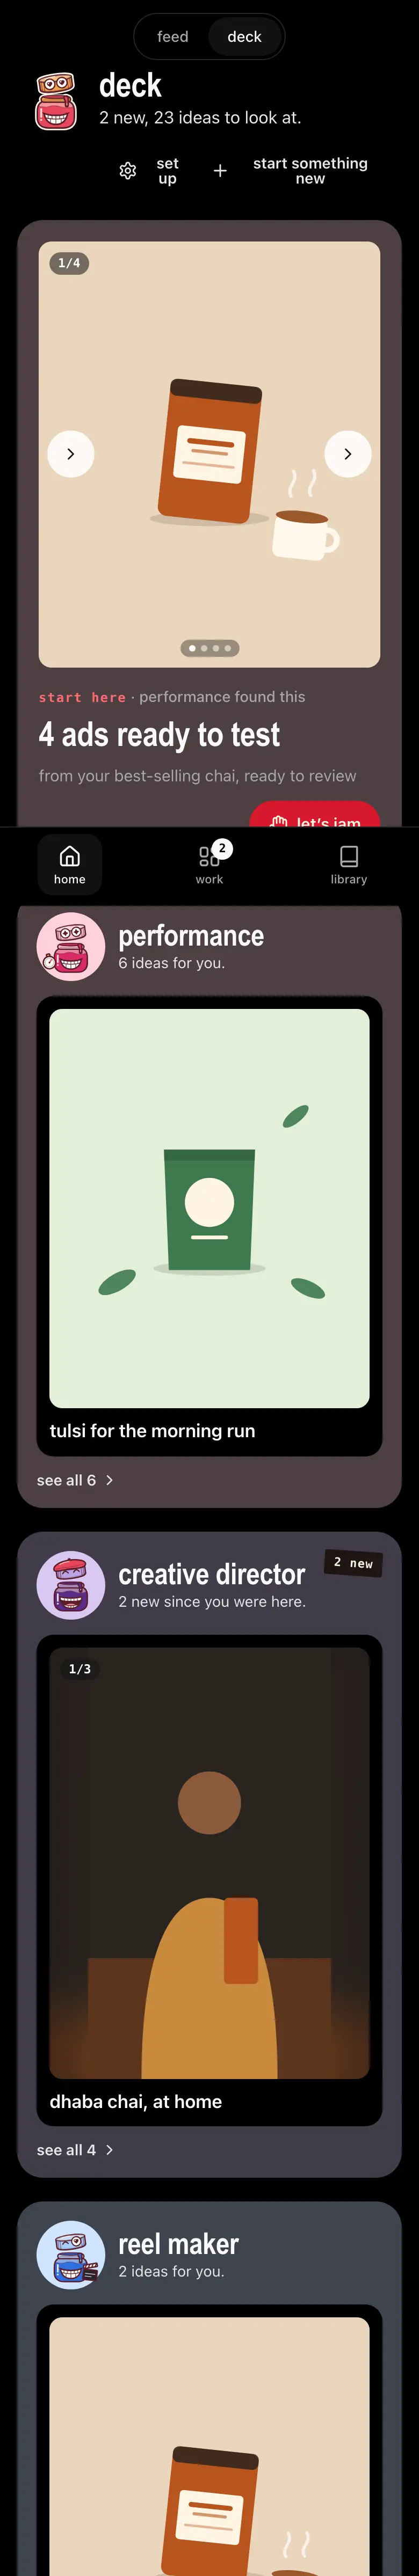 feed
deck
deck
2 new, 23 ideas to look at.
set
up
start something
new
1/4
start here · performance found this
4 ads ready to test
from your best-selling chai, ready to review
let's jam
home
2
work
library
performance
6 ideas for you.
tulsi for the morning run
see all 6
creative director
2 new
2 new since you were here.
1/3
dhaba chai, at home
see all 4
reel maker
2 ideas for you.